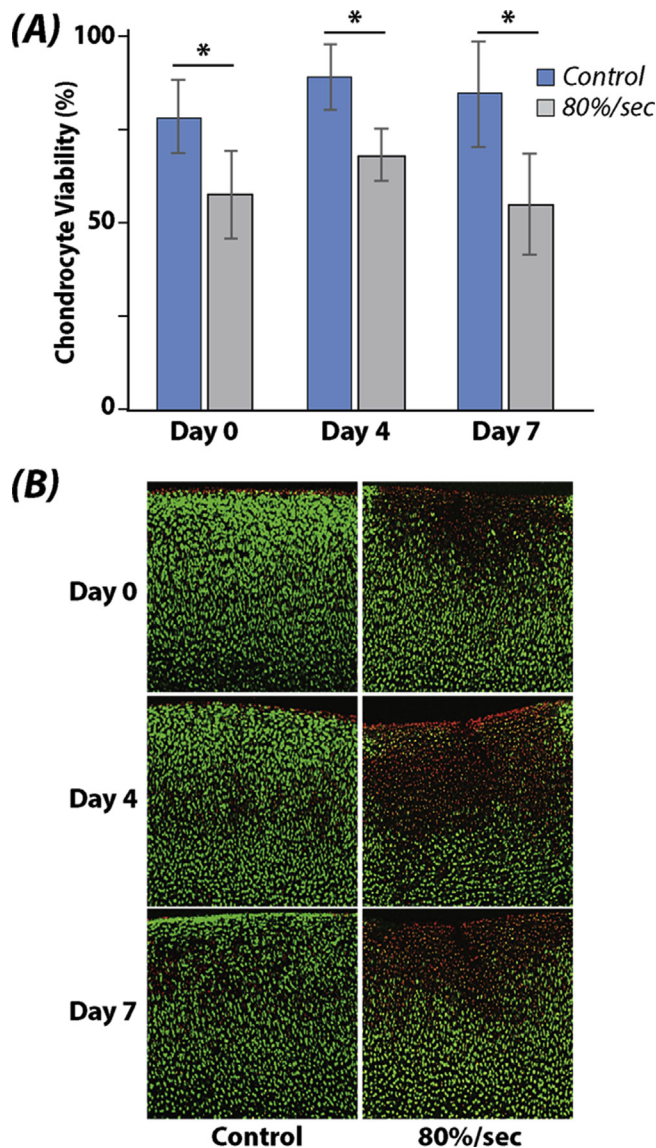 (A)
Chondrocyte Viability (%)
100
50
0
*
*
*
Control
80%/sec
Day 0
Day 4
Day 7
(B)
Day 0
Day 4
Day 7
Control
80%/sec